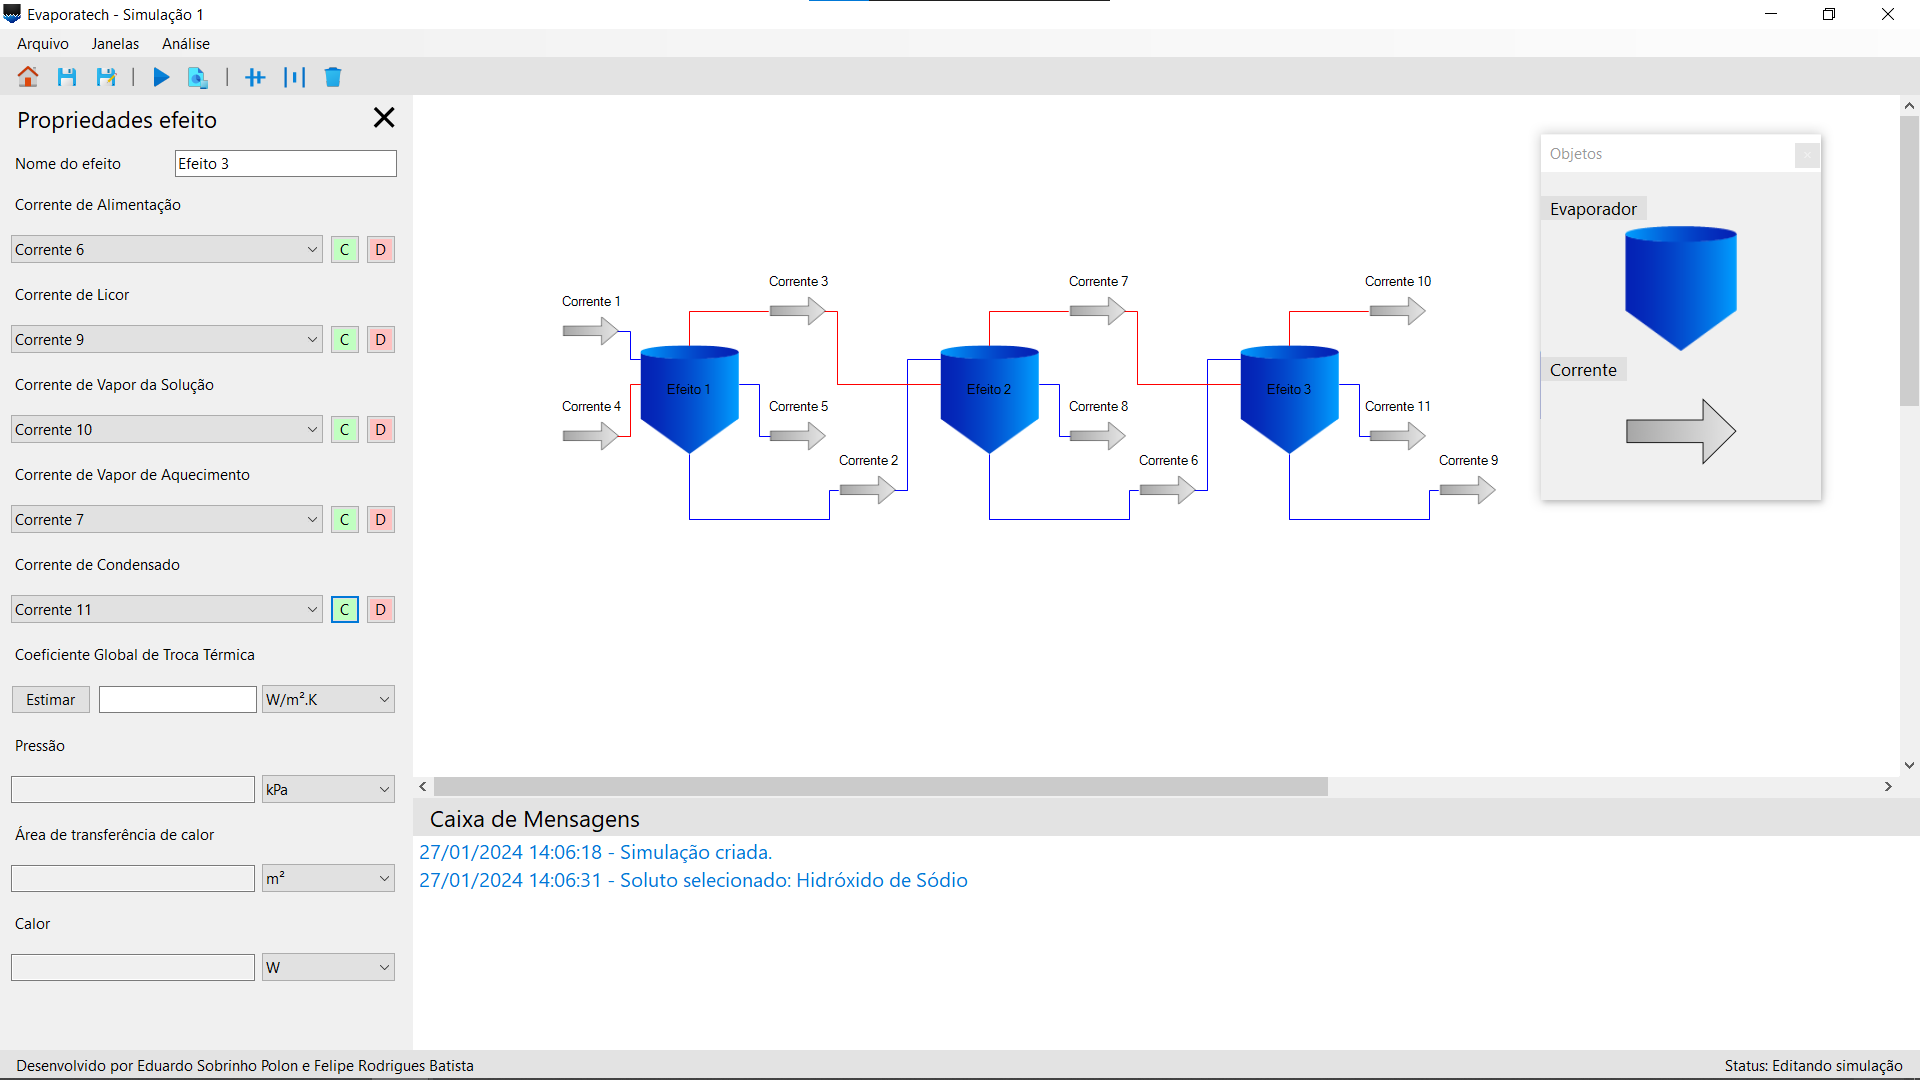 Evaporatech - Simulação 1
Arquivo Janelas Análise
Propriedades efeito
Nome do efeito Efeito 3
Corrente de Alimentação
Corrente 6 C D
Corrente de Licor
Corrente 9 C D
Corrente de Vapor da Solução
Corrente 10 C D
Corrente de Vapor de Aquecimento
Corrente 7 C D
Corrente de Condensado
Corrente 11 C D
Coeficiente Global de Troca Térmica
Estimar W/m².K
Pressão
kPa
Área de transferência de calor
m²
Calor
W
Corrente 3 Corrente 7 Corrente 10
Corrente 1
Efeito 1 Efeito 2 Efeito 3
Corrente 4 Corrente 5 Corrente 8 Corrente 11
Corrente 2 Corrente 6 Corrente 9
Objetos
Evaporador
Corrente
Caixa de Mensagens
27/01/2024 14:06:18 - Simulação criada.
27/01/2024 14:06:31 - Soluto selecionado: Hidróxido de Sódio
Desenvolvido por Eduardo Sobrinho Polon e Felipe Rodrigues Batista
Status: Editando simulação